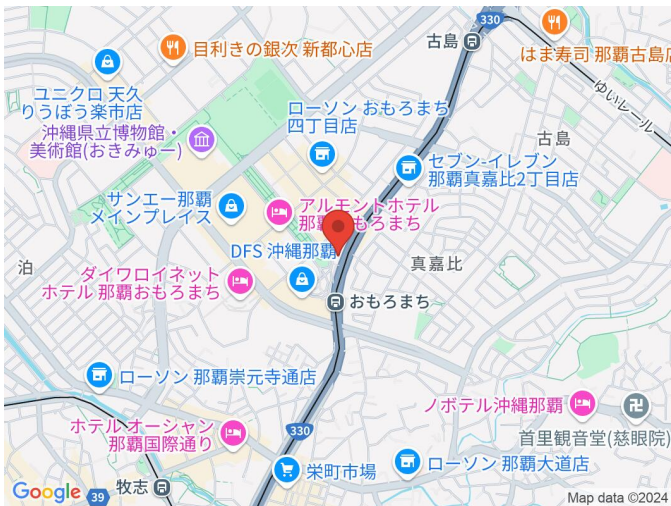 330
古島
目利きの銀次 新都心店
はま寿司 那覇古島店
ユニクロ 天久
りうぼう楽市店
ゆいレール
ローソン おもろまち
四丁目店
古島
沖縄県立博物館・
美術館(おきみゅー)
セブン-イレブン
那覇真嘉比2丁目店
サンエー那覇
メインプレイス
アルモントホテル
那覇おもろまち
DFS 沖縄那覇
真嘉比
泊
ダイワロイネット
ホテル 那覇おもろまち
おもろまち
ローソン 那覇崇元寺通店
ノボテル沖縄那覇
ホテル オーシャン
那覇国際通り
330
首里観音堂(慈眼院)
栄町市場
ローソン 那覇大道店
Google
39
牧志
Map data ©2024